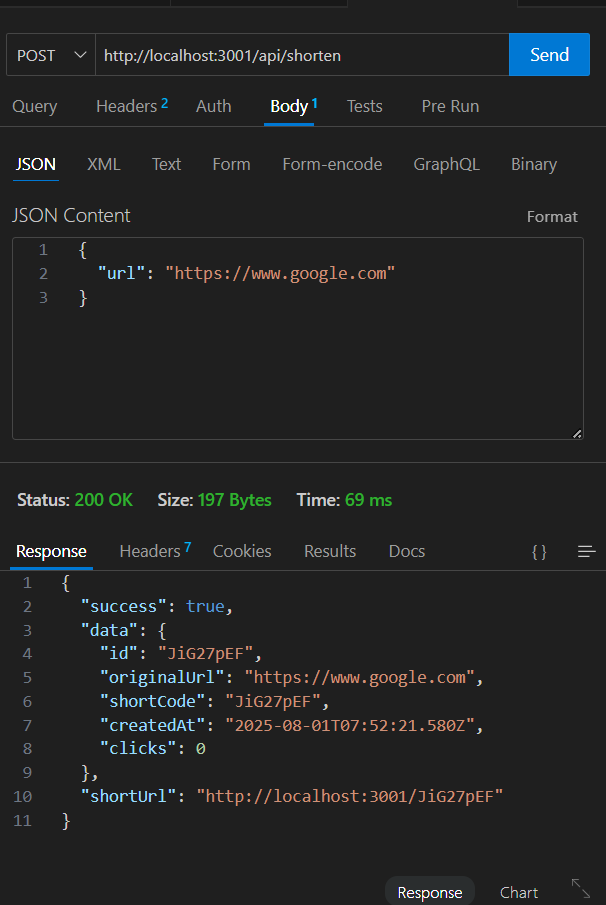 POST http://localhost:3001/api/shorten Send
Query Headers 2 Auth Body 1 Tests Pre Run
JSON XML Text Form Form-encode GraphQL Binary
JSON Content Format
1 {
2 "url": "https://www.google.com"
3 }
Status: 200 OK Size: 197 Bytes Time: 69 ms
Response Headers 7 Cookies Results Docs {}
1 {
2 "success": true,
3 "data": {
4 "id": "JiG27pEF",
5 "originalUrl": "https://www.google.com",
6 "shortCode": "JiG27pEF",
7 "createdAt": "2025-08-01T07:52:21.580Z",
8 "clicks": 0
9 },
10 "shortUrl": "http://localhost:3001/JiG27pEF"
11 }
Response Chart